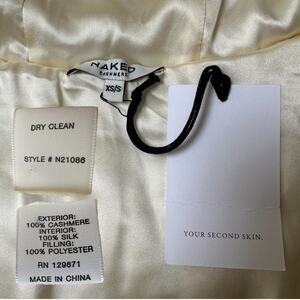 NAKED
CASHMERE
XS/S
DRY CLEAN
STYLE # N21086
EXTERIOR:
100% CASHMERE
INTERIOR:
100% SILK
FILLING:
100% POLYESTER
RN 129671
MADE IN CHINA
YOUR SECOND SKIN.